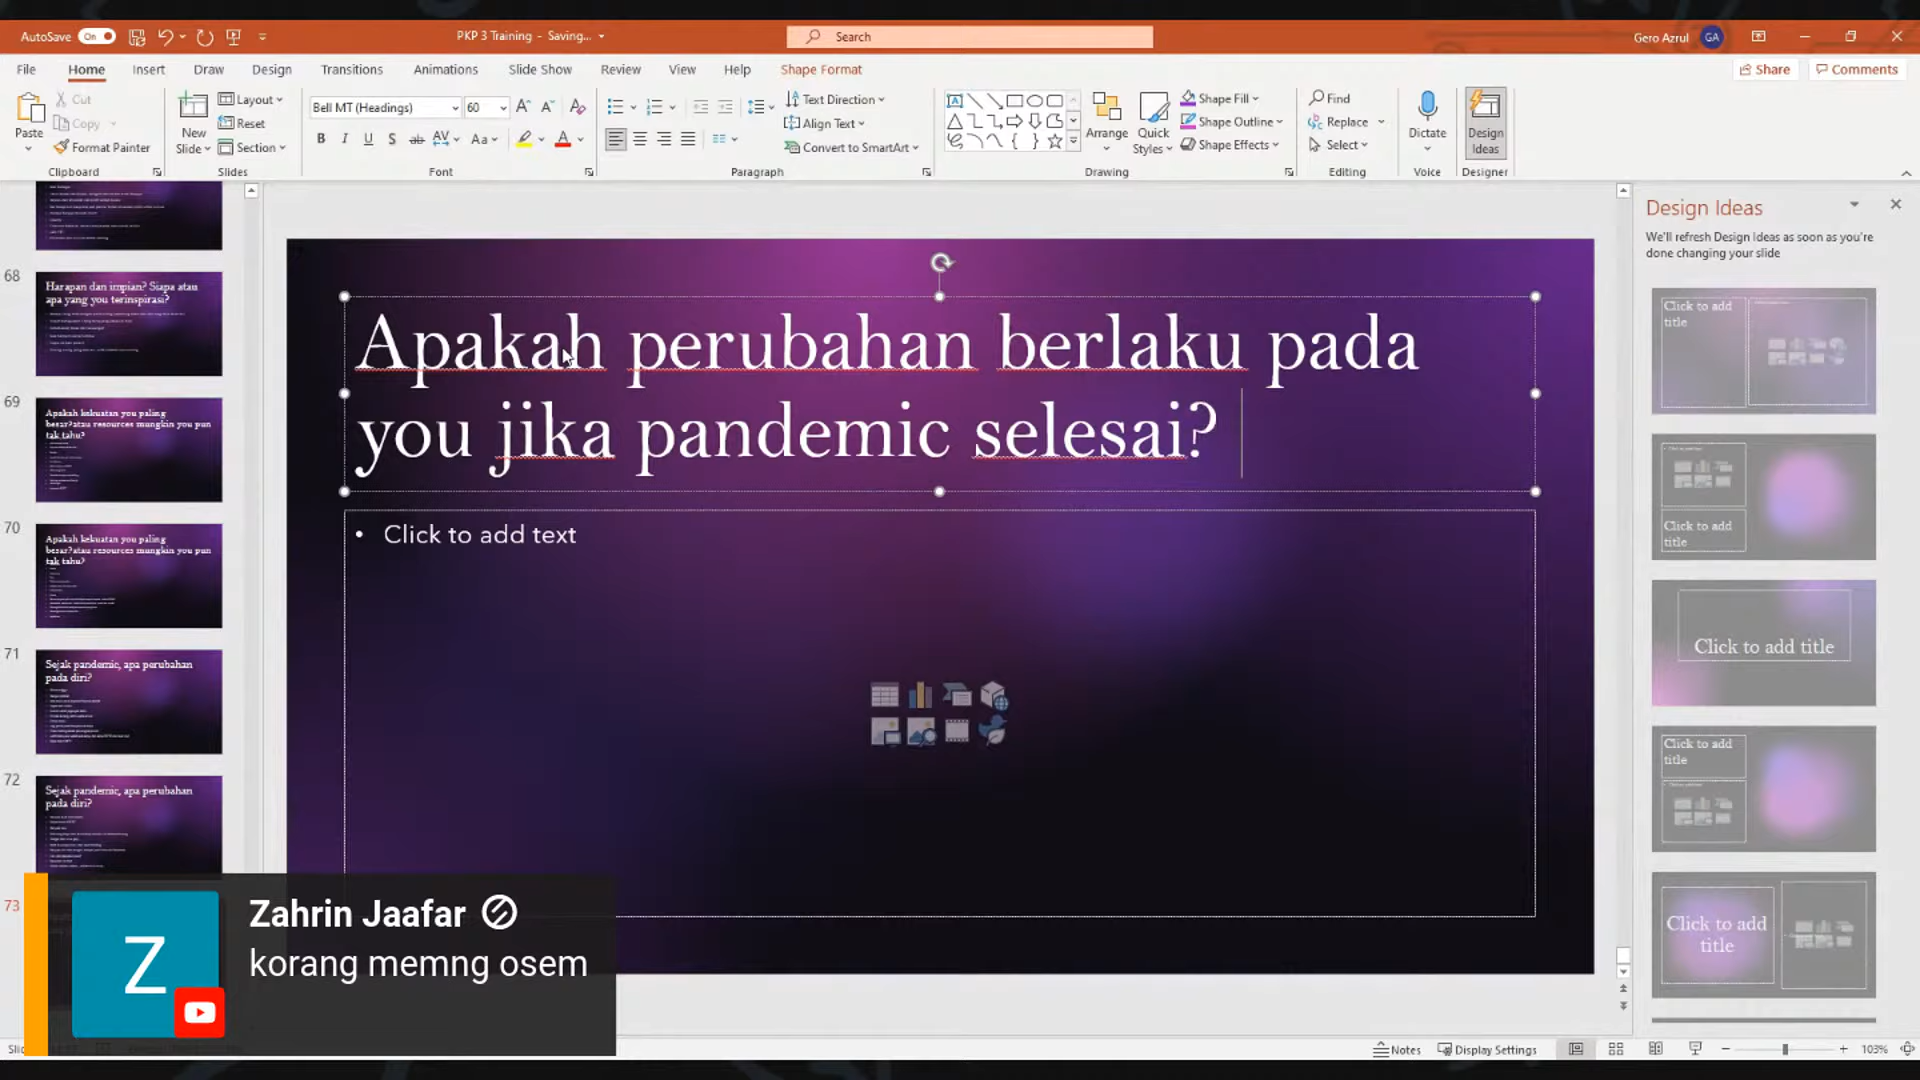 AutoSave On PKP 3 Training - Saving... Search Gero Azrul GA
File Home Insert Draw Design Transitions Animations Slide Show Review View Help Shape Format Share Comments
Paste Cut Copy Format Painter Clipboard
New Slide Layout Reset Section Slides
Bell MT (Headings) 60 Font
Text Direction Align Text Convert to SmartArt Paragraph
Arrange Quick Styles Shape Fill Shape Outline Shape Effects Drawing
Find Replace Select Editing
Dictate Voice
Design Ideas Designer
68
Harapan dan impian? Siapa atau
apa yang you terinspirasi?
69
Apakah kekuatan you paling
besar?atau resources mungkin you pun
tak tahu?
70
Apakah kekuatan you paling
besar?atau resources mungkin you pun
tak tahu?
71
Sejak pandemic, apa perubahan
pada diri?
72
Sejak pandemic, apa perubahan
pada diri?
73
Apakah perubahan berlaku pada
you jika pandemic selesai?
• Click to add text
Design Ideas
We'll refresh Design Ideas as soon as you're
done changing your slide
Click to add
title
Click to add
title
Click to add title
Click to add
title
Click to add
title
Z
Zahrin Jaafar
korang memng osem
Notes Display Settings 103%